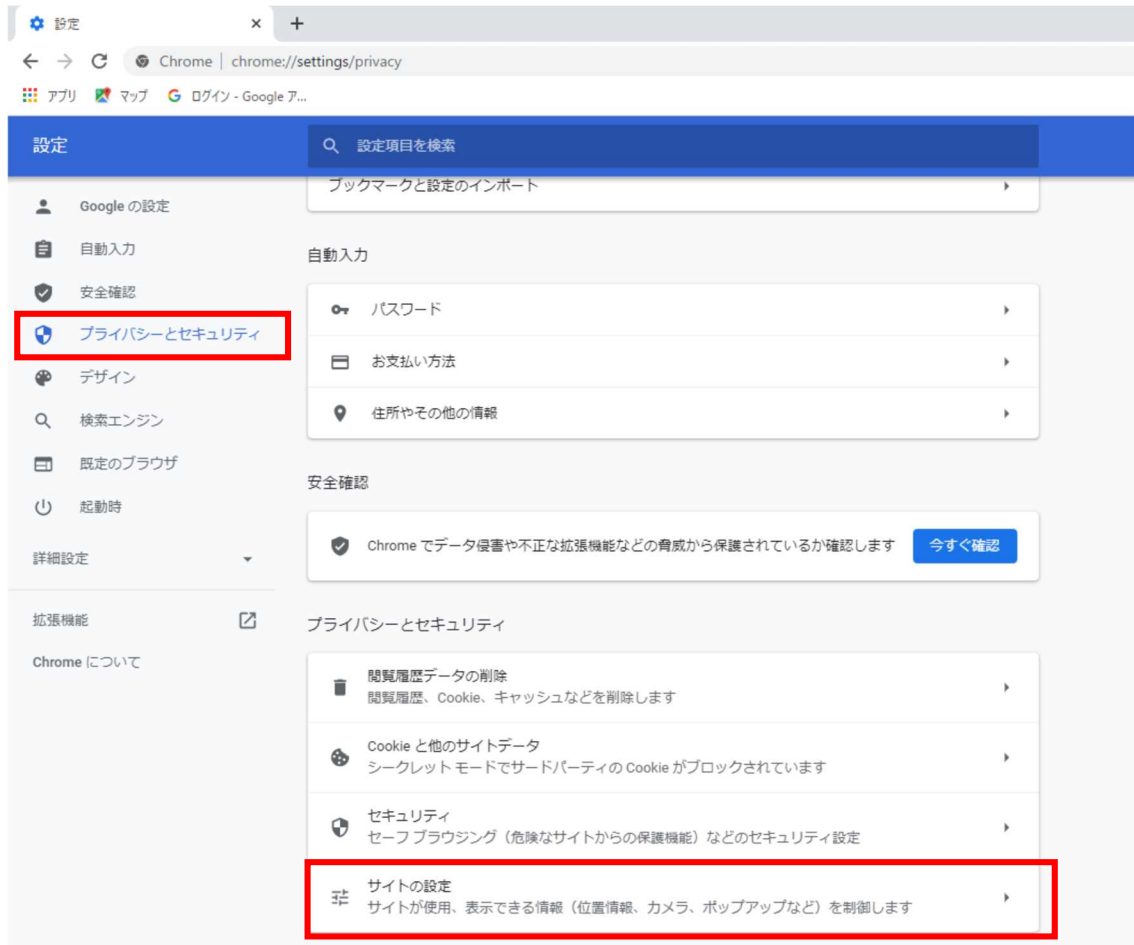 設定
Chrome | chrome://settings/privacy
アプリ マップ ログイン - Google ア...
設定
設定項目を検索
ブックマークと設定のインポート
Google の設定
自動入力
安全確認
プライバシーとセキュリティ
デザイン
検索エンジン
既定のブラウザ
起動時
詳細設定
拡張機能
Chrome について
自動入力
パスワード
お支払い方法
住所やその他の情報
安全確認
Chrome でデータ侵害や不正な拡張機能などの脅威から保護されているか確認します
今すぐ確認
プライバシーとセキュリティ
閲覧履歴データの削除
閲覧履歴、Cookie、キャッシュなどを削除します
Cookie と他のサイトデータ
シークレット モードでサードパーティの Cookie がブロックされています
セキュリティ
セーフ ブラウジング（危険なサイトからの保護機能）などのセキュリティ設定
サイトの設定
サイトが使用、表示できる情報（位置情報、カメラ、ポップアップなど）を制御します